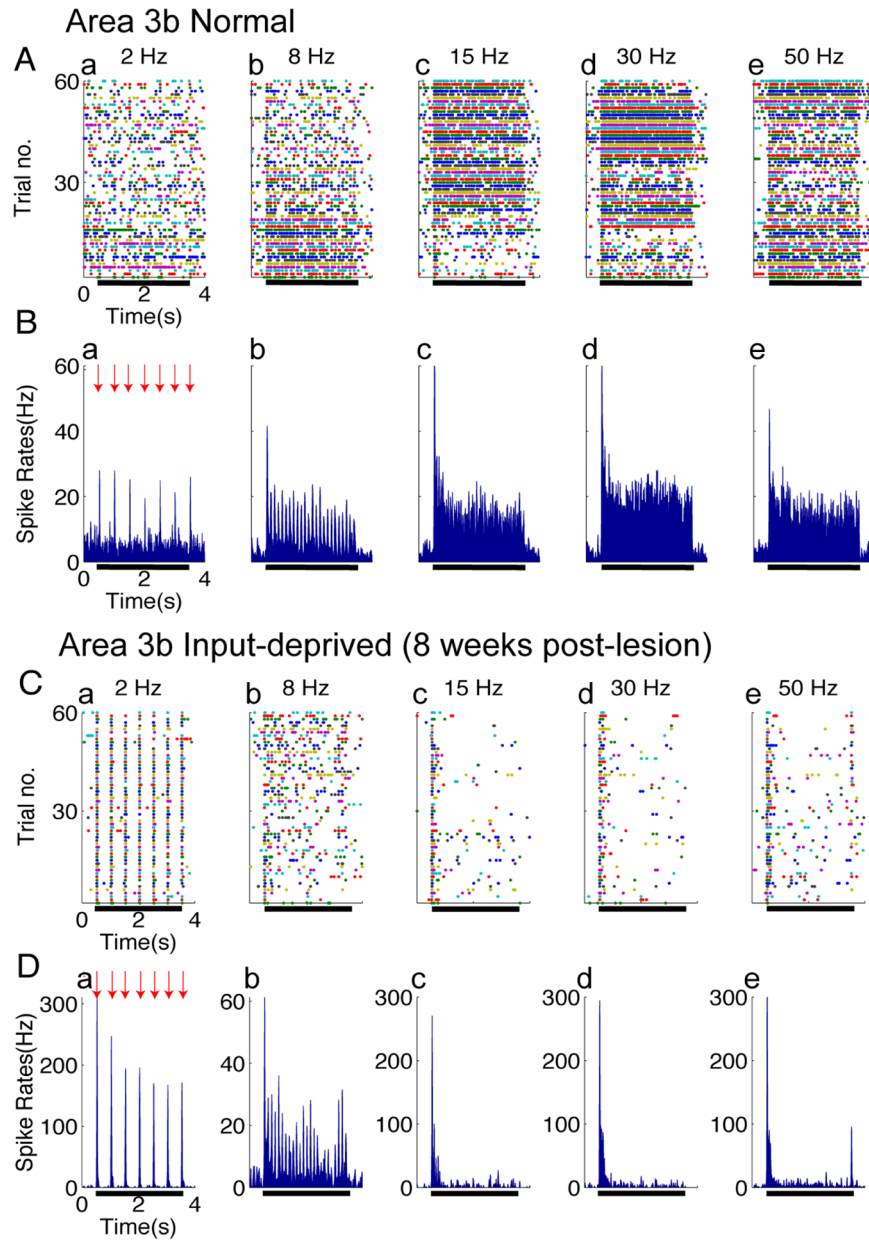 Area 3b Normal
A
a b c d e
2 Hz 8 Hz 15 Hz 30 Hz 50 Hz
60
30
Trial no.
0 2 4
Time(s)
B
a b c d e
60
40
20
0
Spike Rates(Hz)
0 2 4
Time(s)
Area 3b Input-deprived (8 weeks post-lesion)
C
a b c d e
2 Hz 8 Hz 15 Hz 30 Hz 50 Hz
60
30
Trial no.
0 2 4
Time(s)
D
a b c d e
300 60 300 300 300
200 40 200 200 200
100 20 100 100 100
0 0 0 0 0
Spike Rates(Hz)
0 2 4
Time(s)